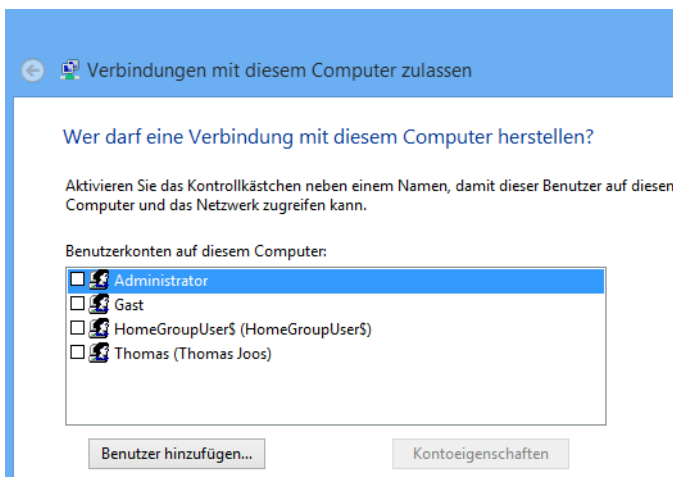 Verbindungen mit diesem Computer zulassen
Wer darf eine Verbindung mit diesem Computer herstellen?
Aktivieren Sie das Kontrollkästchen neben einem Namen, damit dieser Benutzer auf diesen
Computer und das Netzwerk zugreifen kann.
Benutzerkonten auf diesem Computer:
Administrator
Gast
HomeGroupUser$ (HomeGroupUser$)
Thomas (Thomas Joos)
Benutzer hinzufügen... Kontoeigenschaften